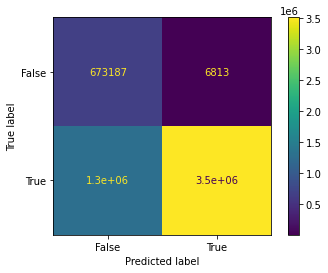 1e6
False
673187
6813
3.5
3.0
2.5
2.0
1.5
1.0
0.5
True label
True
1.3e+06
3.5e+06
False
True
Predicted label